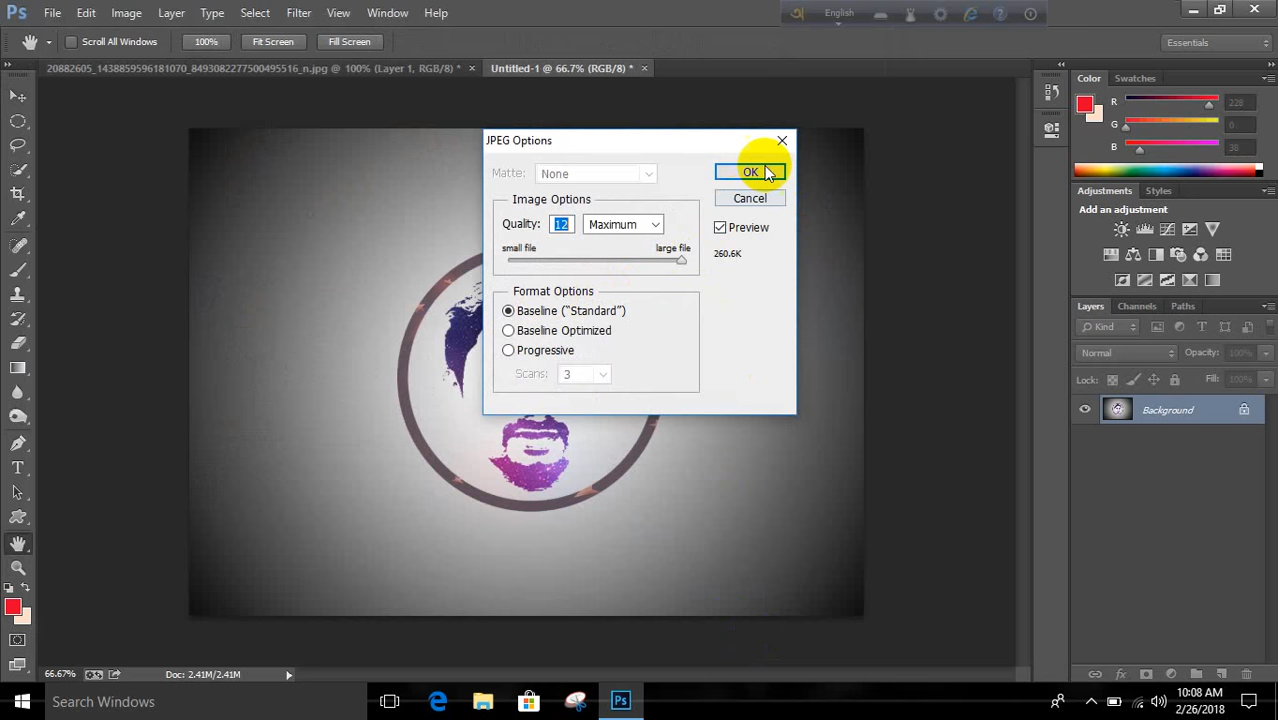 Ps File Edit Image Layer Type Select Filter View Window Help
English
Scroll All Windows 100% Fit Screen Fill Screen Essentials
20882605_1438859596181070_8493082277500495516_n.jpg @ 100% (Layer 1, RGB/8) * × Untitled-1 @ 66.7% (RGB/8) * ×
Color Swatches
R 228
G 0
B 38
JPEG Options
Matte: None
OK
Image Options
Cancel
Quality: 12 Maximum
Preview
small file large file
260.6K
Format Options
Baseline (“Standard”)
Baseline Optimized
Progressive
Scans: 3
Adjustments Styles
Add an adjustment
Layers Channels Paths
Kind
Normal Opacity: 100%
Lock: Fill: 100%
Background
66.67% Doc: 2.41M/2.41M
Search Windows
Ps
10:08 AM
2/26/2018